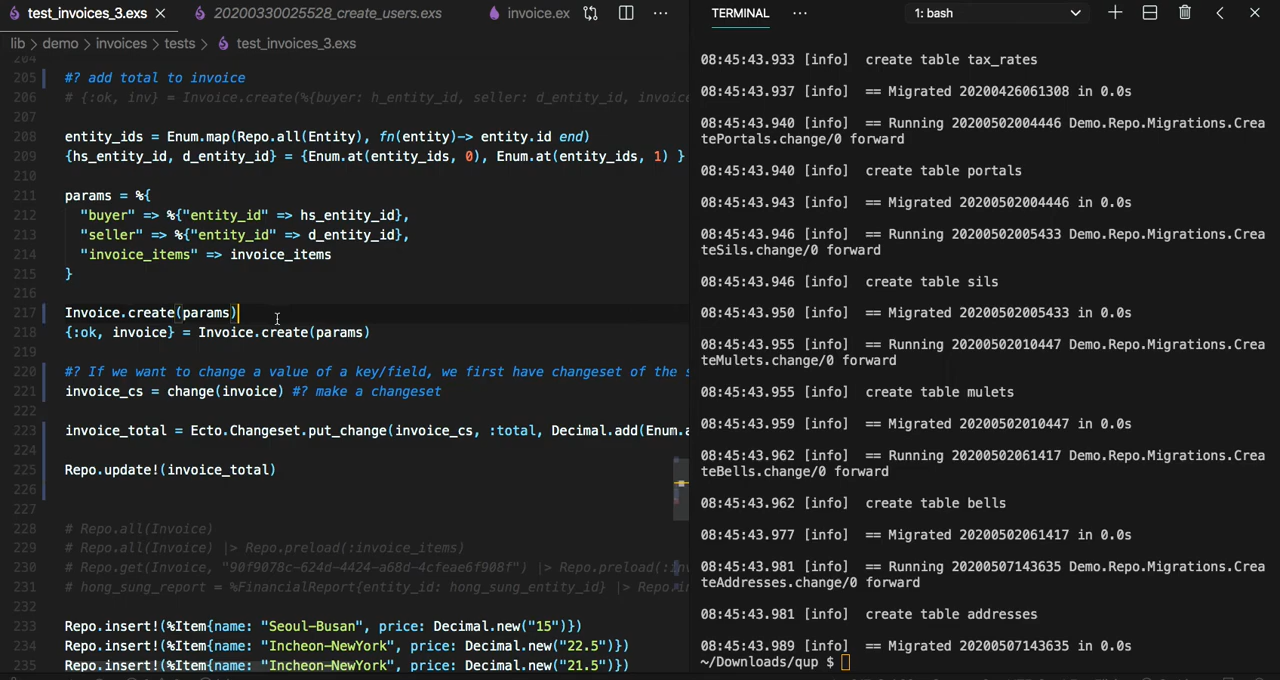 test_invoices_3.exs 20200330025528_create_users.exs invoice.ex
lib > demo > invoices > tests > test_invoices_3.exs
204
205 #? add total to invoice
206 # {:ok, inv} = Invoice.create(%{buyer: h_entity_id, seller: d_entity_id, invoice
207
208 entity_ids = Enum.map(Repo.all(Entity), fn(entity)-> entity.id end)
209 {hs_entity_id, d_entity_id} = {Enum.at(entity_ids, 0), Enum.at(entity_ids, 1) }
210
211 params = %{
212 "buyer" => %{"entity_id" => hs_entity_id},
213 "seller" => %{"entity_id" => d_entity_id},
214 "invoice_items" => invoice_items
215 }
216
217 Invoice.create(params)
218 {:ok, invoice} = Invoice.create(params)
219
220 #? If we want to change a value of a key/field, we first have changeset of the s
221 invoice_cs = change(invoice) #? make a changeset
222
223 invoice_total = Ecto.Changeset.put_change(invoice_cs, :total, Decimal.add(Enum.a
224
225 Repo.update!(invoice_total)
226
227
228 # Repo.all(Invoice)
229 # Repo.all(Invoice) |> Repo.preload(:invoice_items)
230 # Repo.get(Invoice, "90f9078c-624d-4424-a68d-4cfeae6f908f") |> Repo.preload(:in
231 # hong_sung_report = %FinancialReport{entity_id: hong_sung_entity_id} |> Repo.in
232
233 Repo.insert!(%Item{name: "Seoul-Busan", price: Decimal.new("15")})
234 Repo.insert!(%Item{name: "Incheon-NewYork", price: Decimal.new("22.5")})
235 Repo.insert!(%Item{name: "Incheon-NewYork", price: Decimal.new("21.5")})
TERMINAL 1: bash
08:45:43.933 [info] create table tax_rates
08:45:43.937 [info] == Migrated 20200426061308 in 0.0s
08:45:43.940 [info] == Running 20200502004446 Demo.Repo.Migrations.Crea
tePortals.change/0 forward
08:45:43.940 [info] create table portals
08:45:43.943 [info] == Migrated 20200502004446 in 0.0s
08:45:43.946 [info] == Running 20200502005433 Demo.Repo.Migrations.Crea
teSils.change/0 forward
08:45:43.946 [info] create table sils
08:45:43.950 [info] == Migrated 20200502005433 in 0.0s
08:45:43.955 [info] == Running 20200502010447 Demo.Repo.Migrations.Crea
teMulets.change/0 forward
08:45:43.955 [info] create table mulets
08:45:43.959 [info] == Migrated 20200502010447 in 0.0s
08:45:43.962 [info] == Running 20200502061417 Demo.Repo.Migrations.Crea
teBells.change/0 forward
08:45:43.962 [info] create table bells
08:45:43.977 [info] == Migrated 20200502061417 in 0.0s
08:45:43.981 [info] == Running 20200507143635 Demo.Repo.Migrations.Crea
teAddresses.change/0 forward
08:45:43.981 [info] create table addresses
08:45:43.989 [info] == Migrated 20200507143635 in 0.0s
~/Downloads/qup $